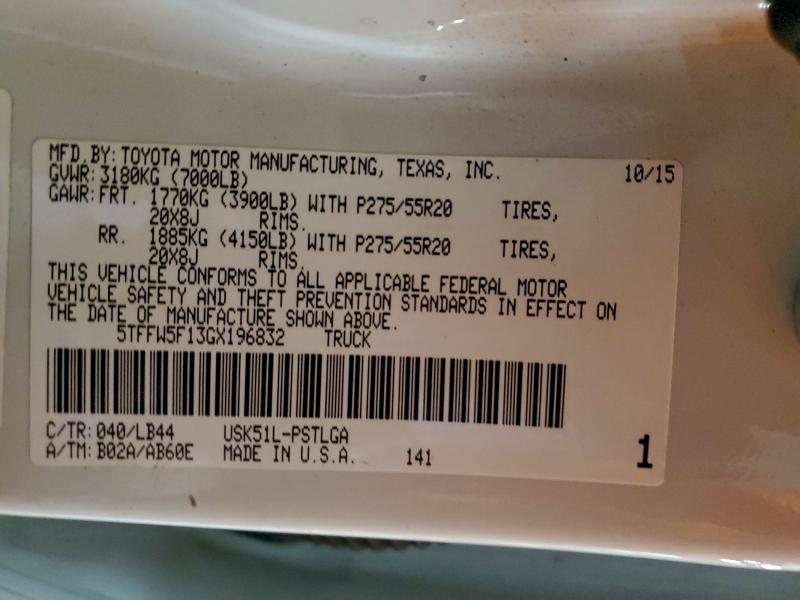 MFD.BY:TOYOTA MOTOR MANUFACTURING, TEXAS, INC. 10/15
GVWR:3180KG (7000LB)
GAWR:FRT. 1770KG (3900LB) WITH P275/55R20 TIRES,
20X8J RIMS.
RR. 1885KG (4150LB) WITH P275/55R20 TIRES,
20X8J RIMS.
THIS VEHICLE CONFORMS TO ALL APPLICABLE FEDERAL MOTOR
VEHICLE SAFETY AND THEFT PREVENTION STANDARDS IN EFFECT ON
THE DATE OF MANUFACTURE SHOWN ABOVE.
5TFFW5F13GX196832 TRUCK
C/TR:040/LB44 USK51L-PSTLGA
A/TM:B02A/AB60E MADE IN U.S.A. 141 1